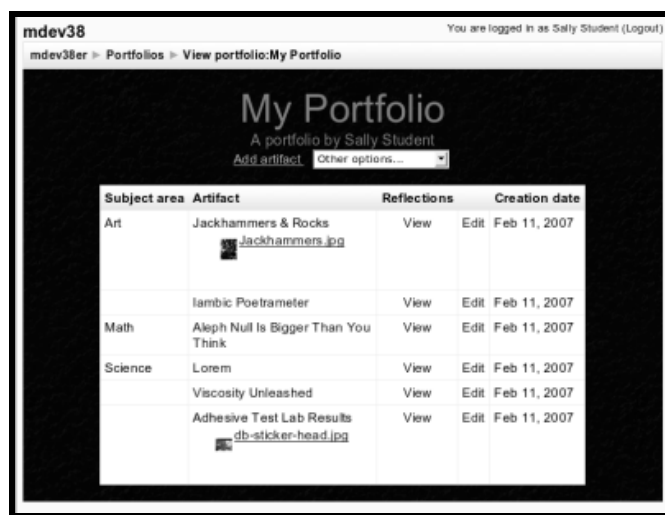 mdev38
You are logged in as Sally Student (Logout)
mdev38er ► Portfolios ► View portfolio:My Portfolio
My Portfolio
A portfolio by Sally Student
Add artifact Other options...
Subject area Artifact Reflections Creation date
Art Jackhammers & Rocks View Edit Feb 11, 2007
Jackhammers.jpg
Iambic Poetrameter View Edit Feb 11, 2007
Math Aleph Null Is Bigger Than You View Edit Feb 11, 2007
Think
Science Lorem View Edit Feb 11, 2007
Viscosity Unleashed View Edit Feb 11, 2007
Adhesive Test Lab Results View Edit Feb 11, 2007
db-sticker-head.jpg